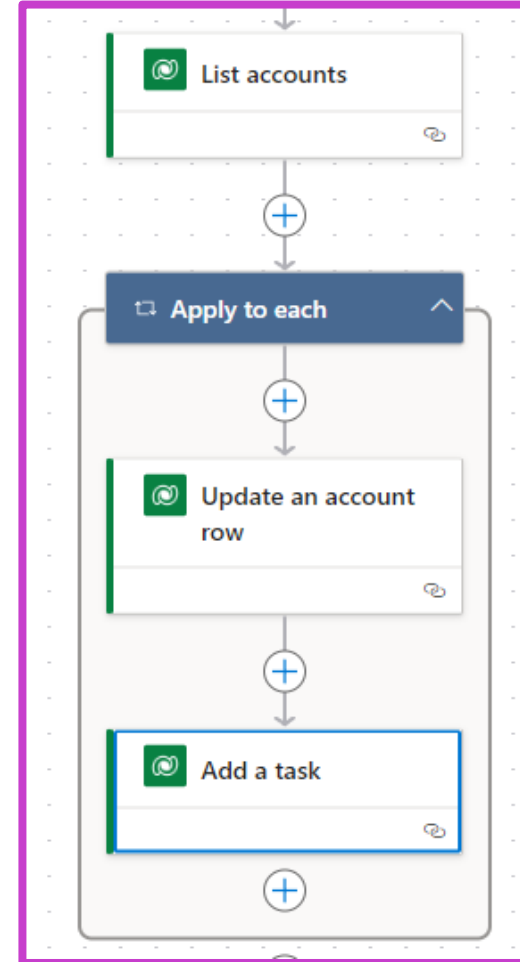 List accounts
Apply to each
Update an account
row
Add a task